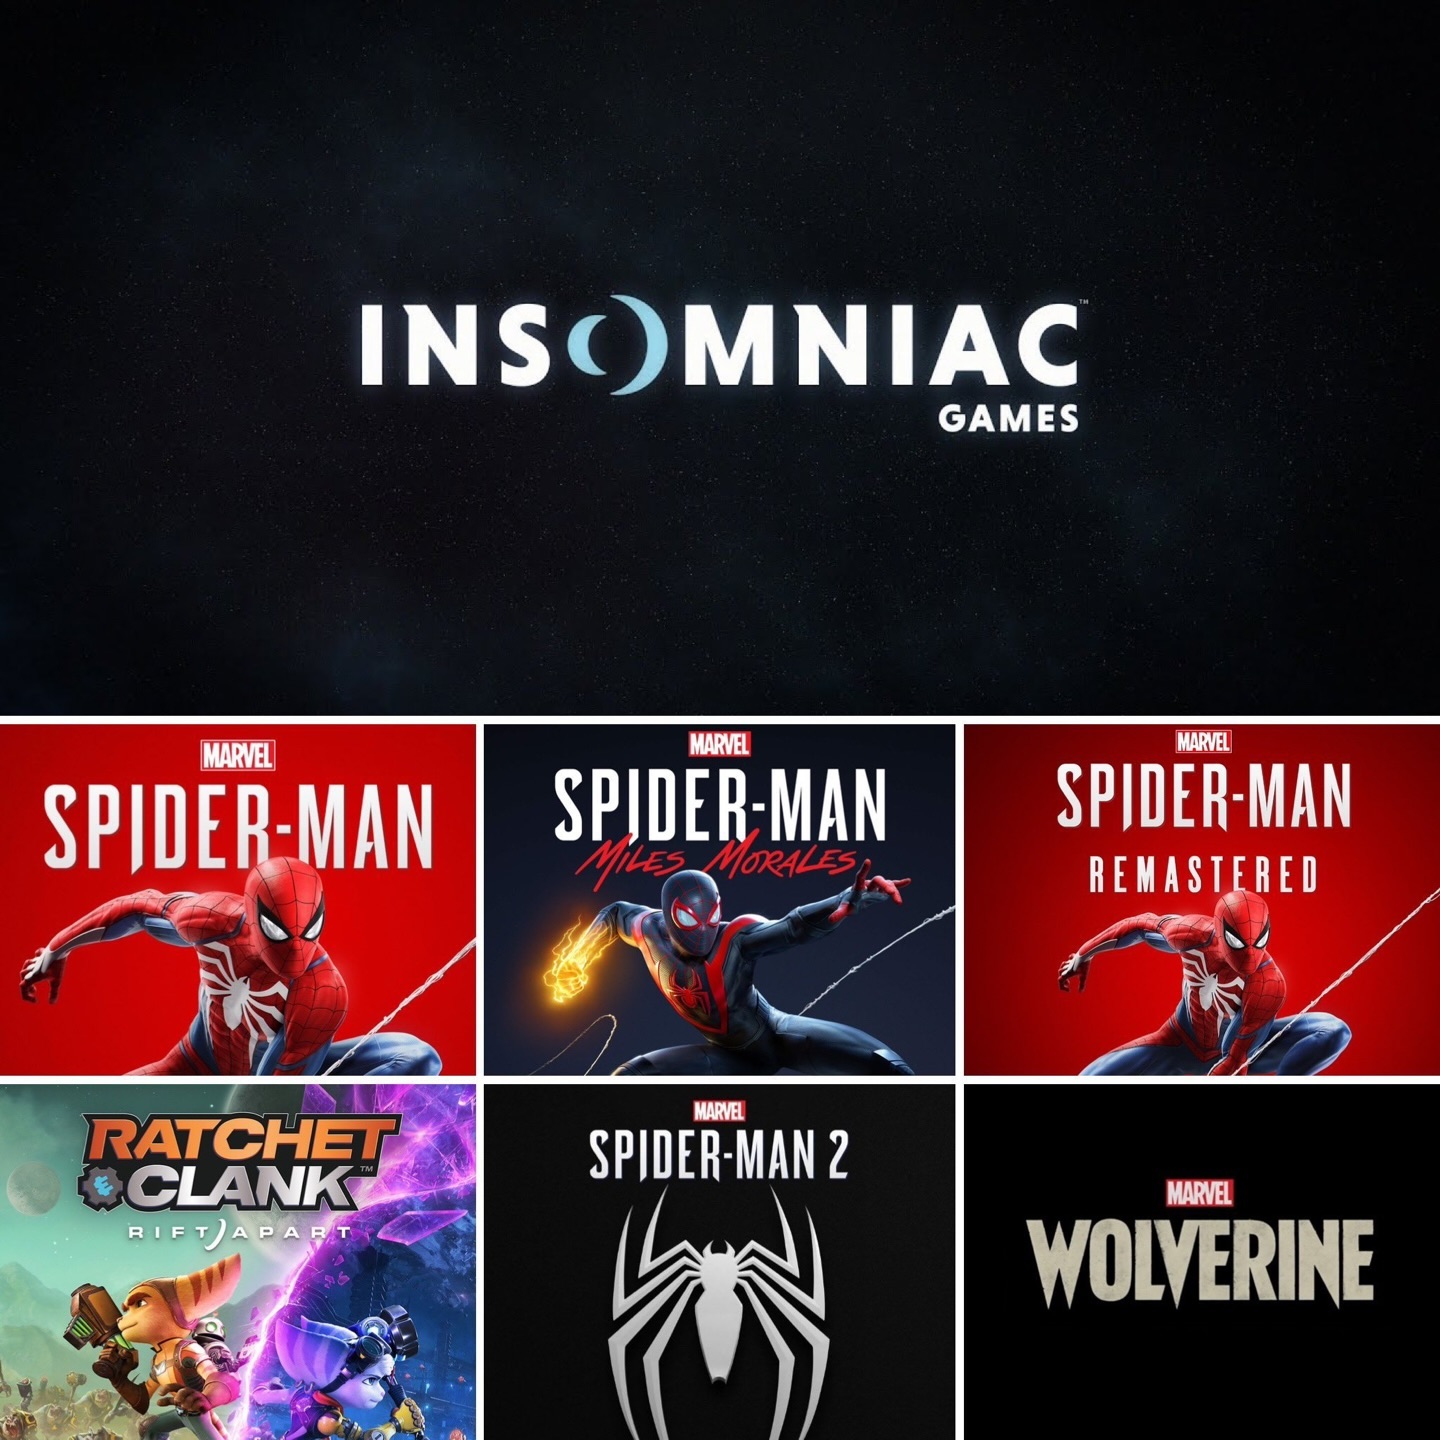 INSOMNIAC™
GAMES
MARVEL
SPIDER-MAN
MARVEL
SPIDER-MAN
MILES MORALES
MARVEL
SPIDER-MAN
REMASTERED
RATCHET
& CLANK™
RIFT APART
MARVEL
SPIDER-MAN 2
MARVEL
WOLVERINE